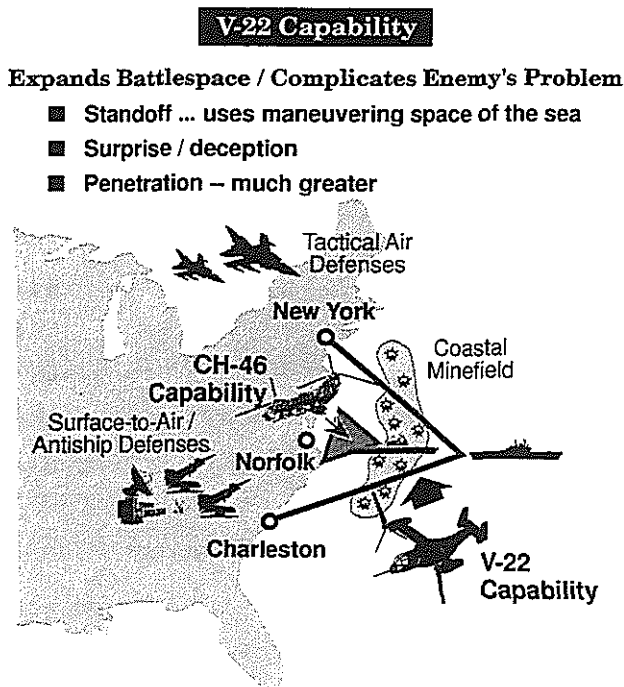 V-22 Capability
Expands Battlespace / Complicates Enemy's Problem
■ Standoff ... uses maneuvering space of the sea
■ Surprise / deception
■ Penetration – much greater
Tactical Air
Defenses
New York
Coastal
Minefield
CH-46
Capability
Surface-to-Air /
Antiship Defenses
Norfolk
Charleston
V-22
Capability